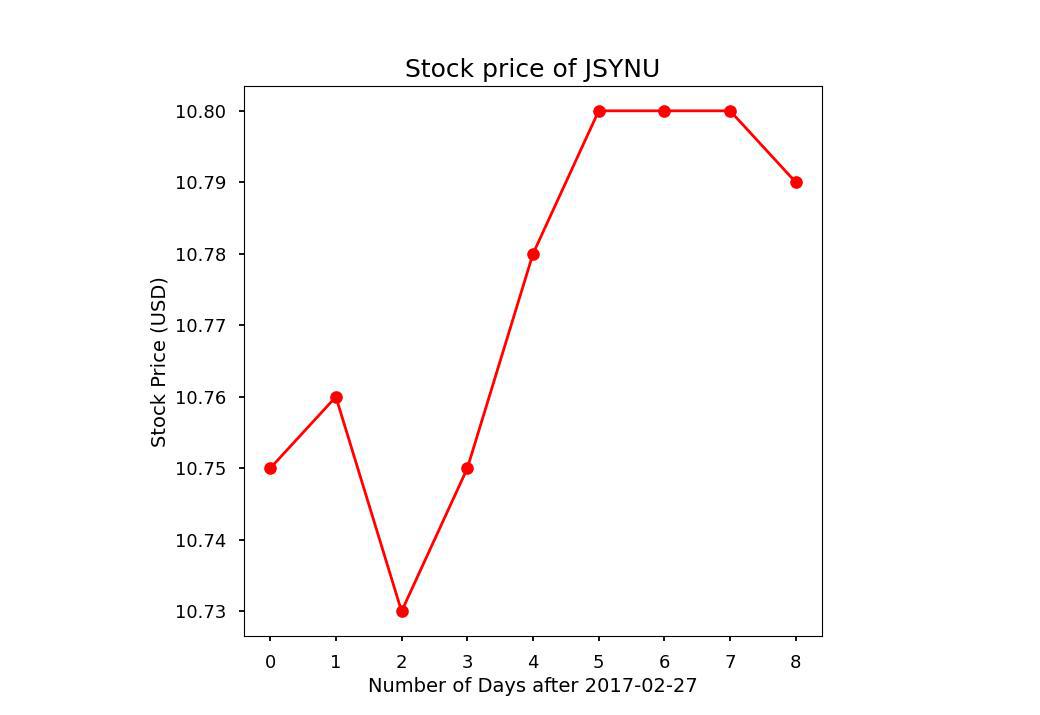 Stock price of JSYNU
Stock Price (USD)
10.80
10.79
10.78
10.77
10.76
10.75
10.74
10.73
0 1 2 3 4 5 6 7 8
Number of Days after 2017-02-27